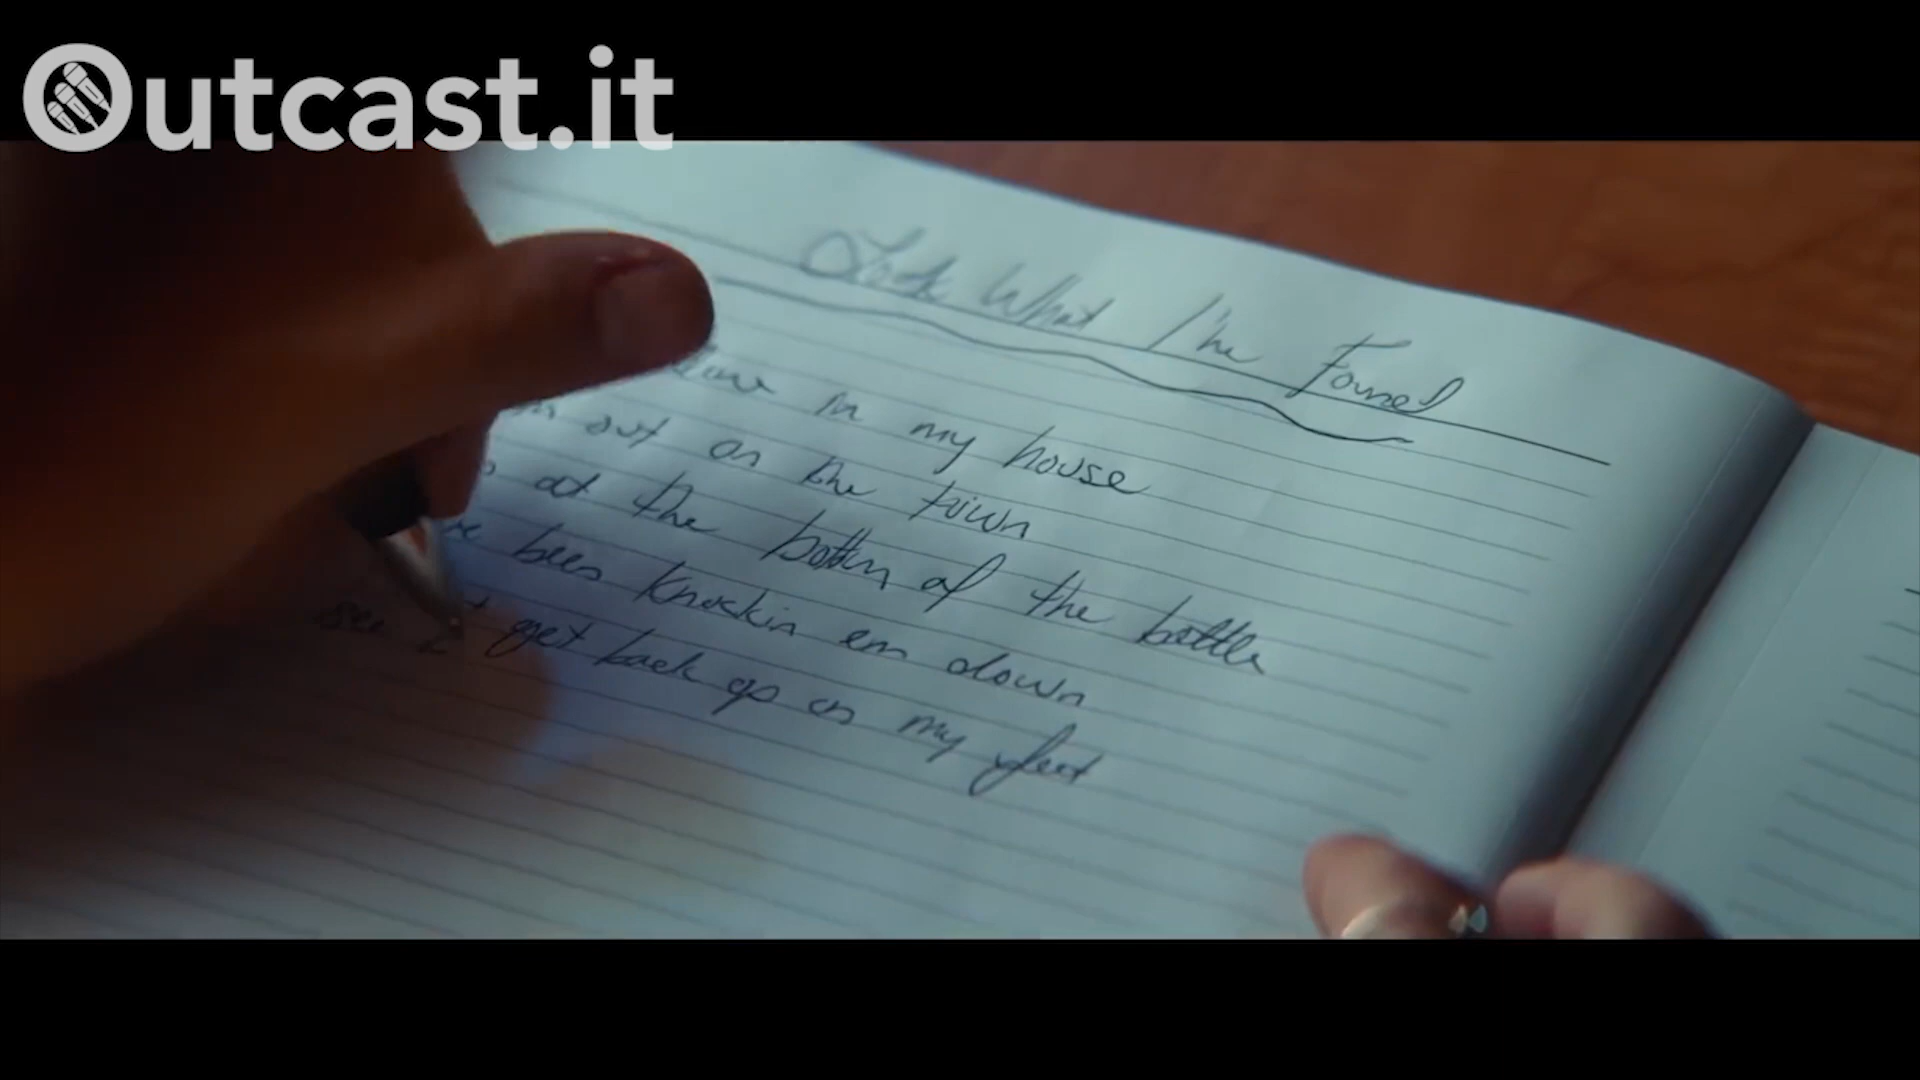 Outcast.it
Look What I've Found
in my house
out on the town
at the bottom of the bottle
been knockin em down
get back up on my feet